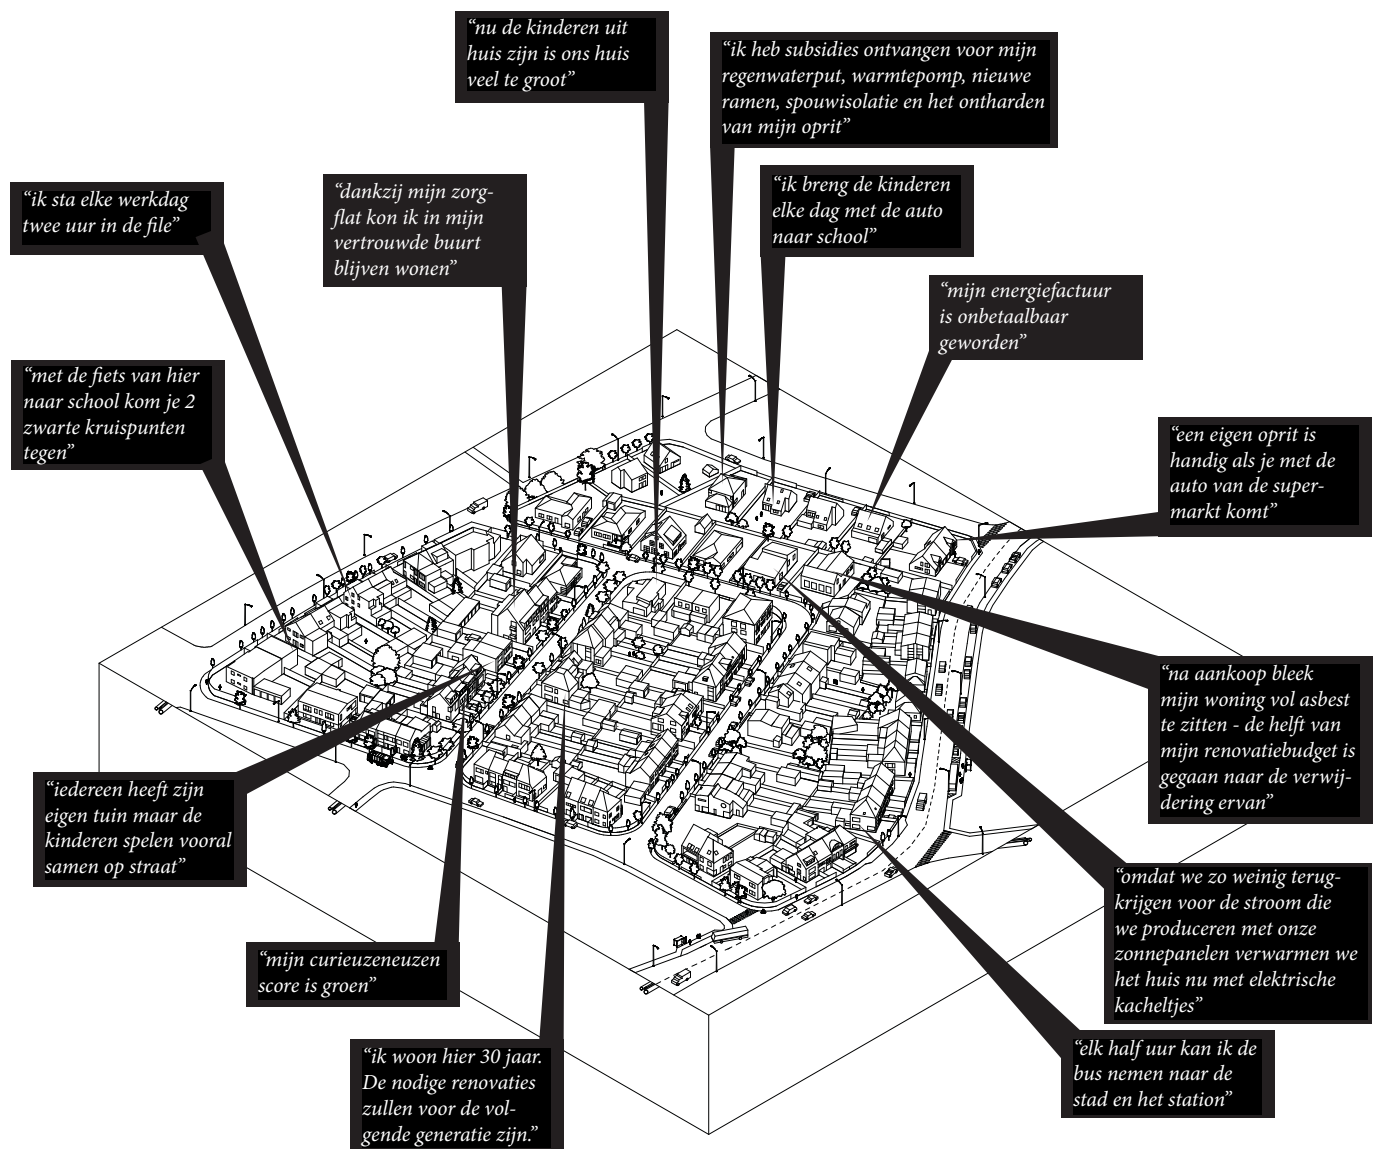 “nu de kinderen uit
huis zijn is ons huis
veel te groot”
“ik heb subsidies ontvangen voor mijn
regenwaterput, warmtepomp, nieuwe
ramen, spouwisolatie en het ontharden
van mijn oprit”
“ik sta elke werkdag
twee uur in de file”
“dankzij mijn zorg-
flat kon ik in mijn
vertrouwde buurt
blijven wonen”
“ik breng de kinderen
elke dag met de auto
naar school”
“mijn energiefactuur
is onbetaalbaar
geworden”
“met de fiets van hier
naar school kom je 2
zwarte kruispunten
tegen”
“een eigen oprit is
handig als je met de
auto van de super-
markt komt”
“na aankoop bleek
mijn woning vol asbest
te zitten - de helft van
mijn renovatiebudget is
gegaan naar de verwij-
dering ervan”
“iedereen heeft zijn
eigen tuin maar de
kinderen spelen vooral
samen op straat”
“omdat we zo weinig terug-
krijgen voor de stroom die
we produceren met onze
zonnepanelen verwarmen we
het huis nu met elektrische
kacheltjes”
“mijn curieuzeneuzen
score is groen”
“ik woon hier 30 jaar.
De nodige renovaties
zullen voor de vol-
gende generatie zijn.”
“elk half uur kan ik de
bus nemen naar de
stad en het station”